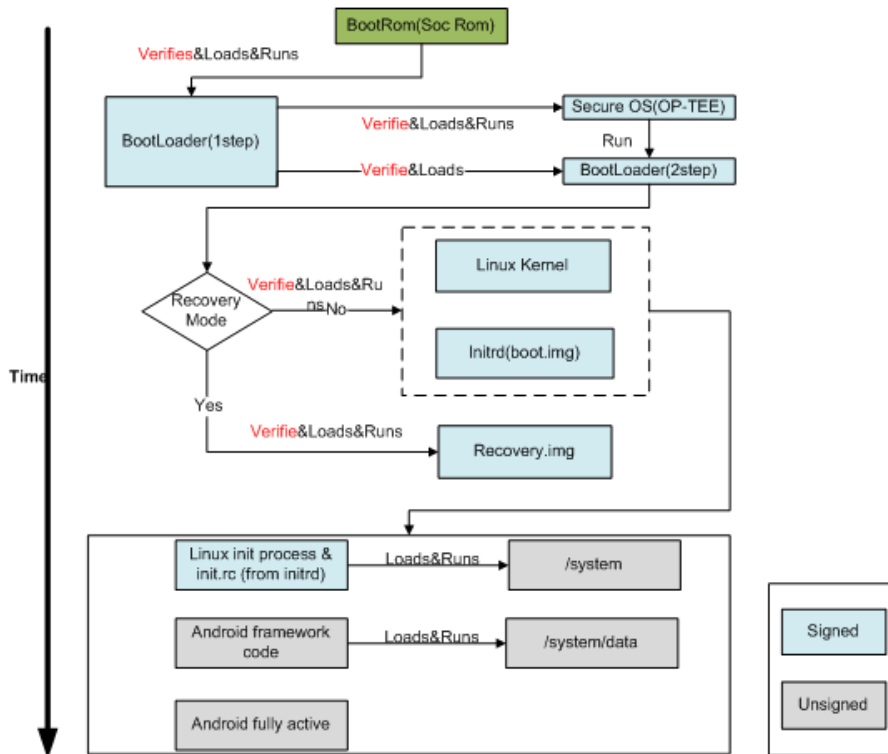 BootRom(Soc Rom)
Verifies&Loads&Runs
BootLoader(1step)
Secure OS(OP-TEE)
Verifie&Loads&Runs
Run
Verifie&Loads
BootLoader(2step)
Recovery
Mode
Verifie&Loads&Ru
ns
No
Linux Kernel
Initrd(boot.img)
Time
Yes
Verifie&Loads&Runs
Recovery.img
Linux init process &
init.rc (from initrd)
Loads&Runs
/system
Android framework
code
Loads&Runs
/system/data
Android fully active
Signed
Unsigned